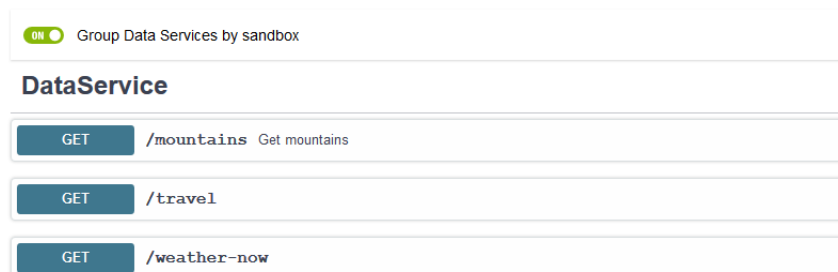 ON Group Data Services by sandbox
DataService
GET /mountains Get mountains
GET /travel
GET /weather-now